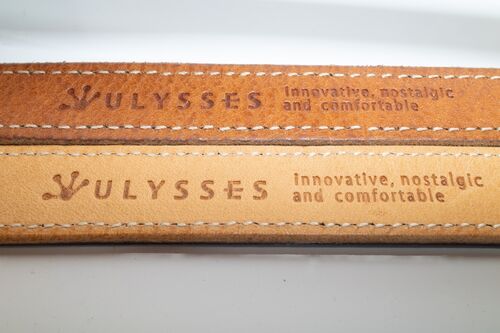 ULYSSES
innovative, nostalgic
and comfortable
ULYSSES
innovative, nostalgic
and comfortable